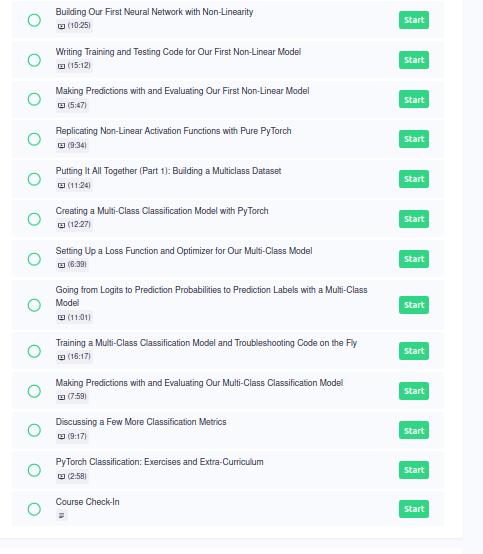 Building Our First Neural Network with Non-Linearity
(10:25)
Start
Writing Training and Testing Code for Our First Non-Linear Model
(15:12)
Start
Making Predictions with and Evaluating Our First Non-Linear Model
(5:47)
Start
Replicating Non-Linear Activation Functions with Pure PyTorch
(9:34)
Start
Putting It All Together (Part 1): Building a Multiclass Dataset
(11:24)
Start
Creating a Multi-Class Classification Model with PyTorch
(12:27)
Start
Setting Up a Loss Function and Optimizer for Our Multi-Class Model
(6:39)
Start
Going from Logits to Prediction Probabilities to Prediction Labels with a Multi-Class
Model
(11:01)
Start
Training a Multi-Class Classification Model and Troubleshooting Code on the Fly
(16:17)
Start
Making Predictions with and Evaluating Our Multi-Class Classification Model
(7:59)
Start
Discussing a Few More Classification Metrics
(9:17)
Start
PyTorch Classification: Exercises and Extra-Curriculum
(2:58)
Start
Course Check-In
Start